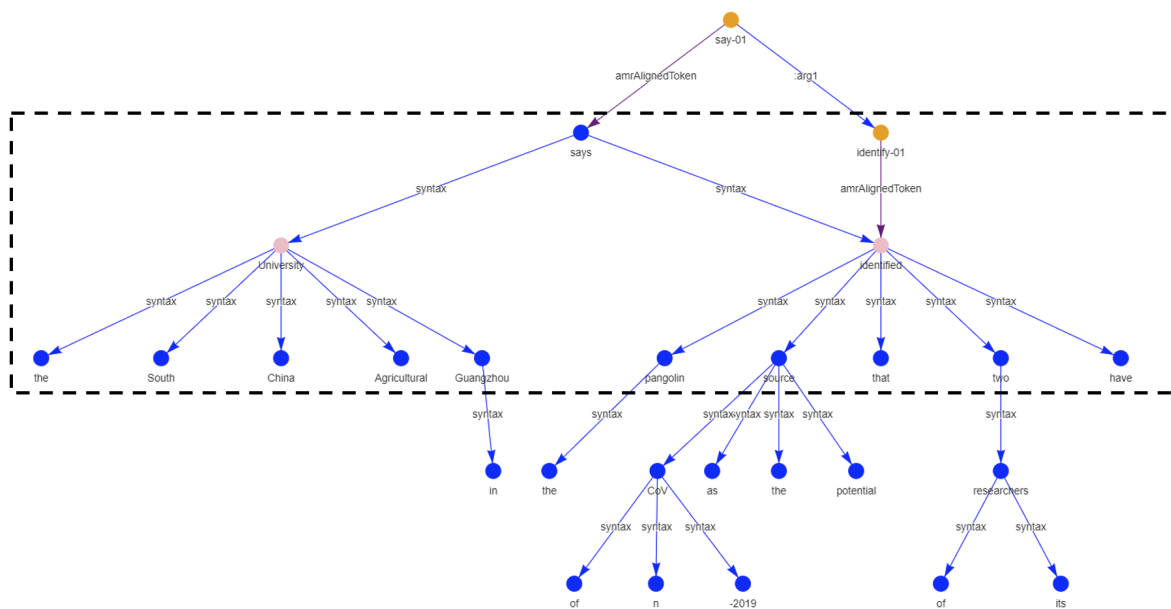 say-01
amrAlignedToken :arg1
says identify-01
syntax syntax amrAlignedToken
University identified
syntax syntax syntax syntax syntax syntax syntax syntax syntax syntax
the South China Agricultural Guangzhou pangolin source that two have
syntax syntax syntax syntax syntax syntax syntax
in the CoV as the potential researchers
syntax syntax syntax syntax syntax
of n -2019 of its